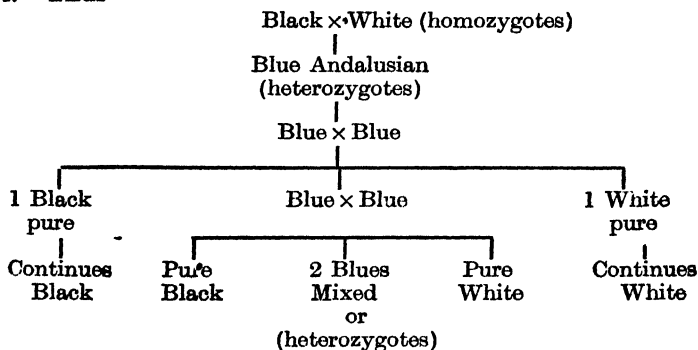 Black × White (homozygotes)
Blue Andalusian
(heterozygotes)
Blue × Blue
1 Black
pure
Blue × Blue
1 White
pure
Continues
Black
Pure
Black
2 Blues
Mixed
or
(heterozygotes)
Pure
White
Continues
White